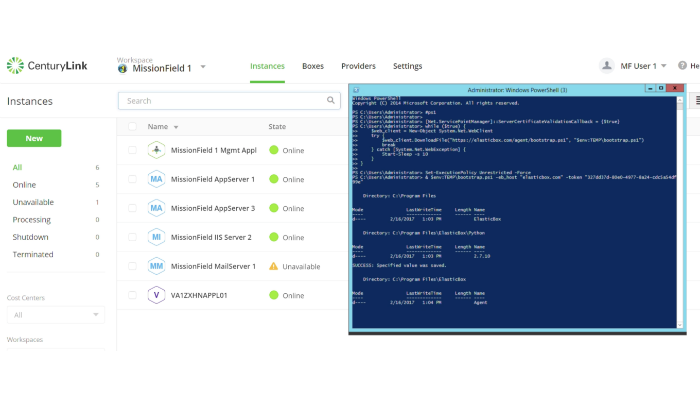 CenturyLink
Workspace
MissionField 1
Instances
Boxes
Providers
Settings
MF User 1
He
Instances
Search
New
Name
State
All 6
Online 5
Unavailable 1
Processing 0
Shutdown 0
Terminated 0
Cost Centers
All
Workspaces
MissionField 1 Mgmt Appl
Online
MA
MissionField AppServer 1
Online
MA
MissionField AppServer 3
Online
MI
MissionField IIS Server 2
Online
MM
MissionField MailServer 1
Unavailable
V
VA1ZXHNAPPL01
Online
Administrator: Windows PowerShell (3)
Windows PowerShell
Copyright (C) 2014 Microsoft Corporation. All rights reserved.
PS C:\Users\Administrator> #ps1
PS C:\Users\Administrator> [Net.ServicePointManager]::ServerCertificateValidationCallback = {$true}
PS C:\Users\Administrator> while ($true) {
>> $web_client = New-Object System.Net.WebClient
>> try {
>> $web_client.DownloadFile("https://elasticbox.com/agent/bootstrap.ps1", "$env:TEMP\bootstrap.ps1")
>> break
>> } catch [System.Net.WebException] {
>> Start-Sleep -s 10
>> }
>> }
>>
PS C:\Users\Administrator> Set-ExecutionPolicy Unrestricted -Force
PS C:\Users\Administrator> & $env:TEMP\bootstrap.ps1 -eb_host "elasticbox.com" -token
Directory: C:\Program Files
Mode LastWriteTime Length Name
d---- 2/16/2017 1:03 PM ElasticBox
Directory: C:\Program Files\ElasticBox\Python
Mode LastWriteTime Length Name
d---- 2/16/2017 1:03 PM 2.7.10
SUCCESS: Specified value was saved.
Directory: C:\Program Files\ElasticBox
Mode LastWriteTime Length Name
d---- 2/16/2017 1:04 PM Agent